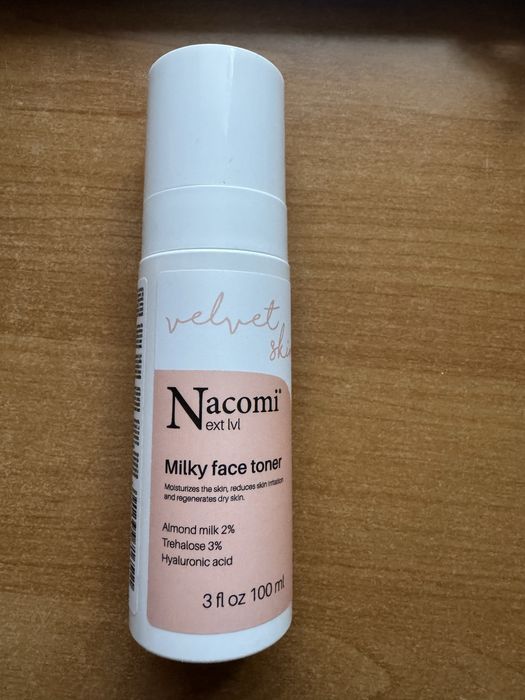 velvet
skin
Nacomi
ext lvl
Milky face toner
Moisturizes the skin, reduces skin irritation
and regenerates dry skin.
Almond milk 2%
Trehalose 3%
Hyaluronic acid
3 fl oz 100 ml